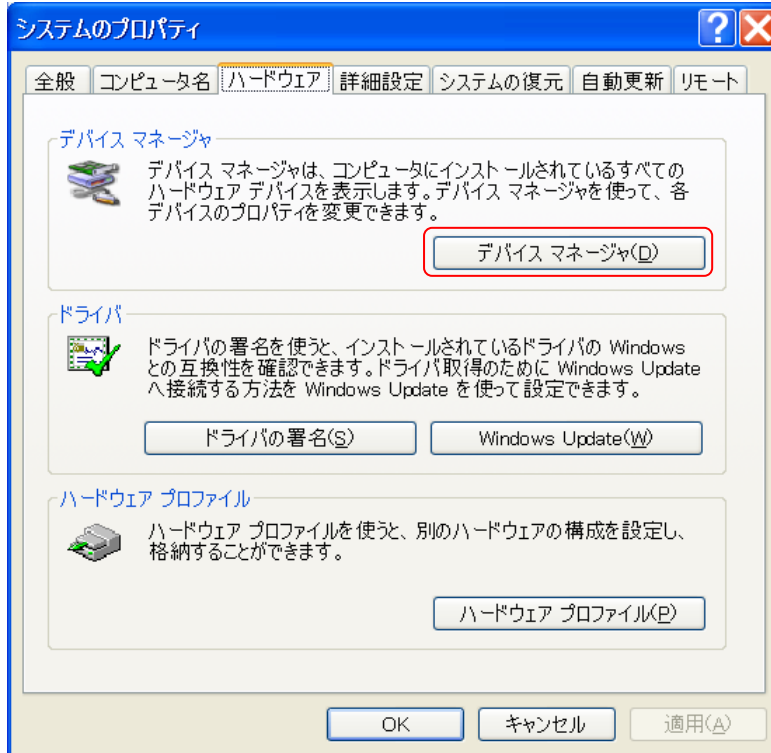 システムのプロパティ
全般 コンピュータ名 ハードウェア 詳細設定 システムの復元 自動更新 リモート
デバイス マネージャ
デバイス マネージャは、コンピュータにインストールされているすべての
ハードウェア デバイスを表示します。デバイス マネージャを使って、各
デバイスのプロパティを変更できます。
デバイス マネージャ(D)
ドライバ
ドライバの署名を使うと、インストールされているドライバの Windows
との互換性を確認できます。ドライバ取得のために Windows Update
へ接続する方法を Windows Update を使って設定できます。
ドライバの署名(S) Windows Update(W)
ハードウェア プロファイル
ハードウェア プロファイルを使うと、別のハードウェアの構成を設定し、
格納することができます。
ハードウェア プロファイル(P)
OK キャンセル 適用(A)